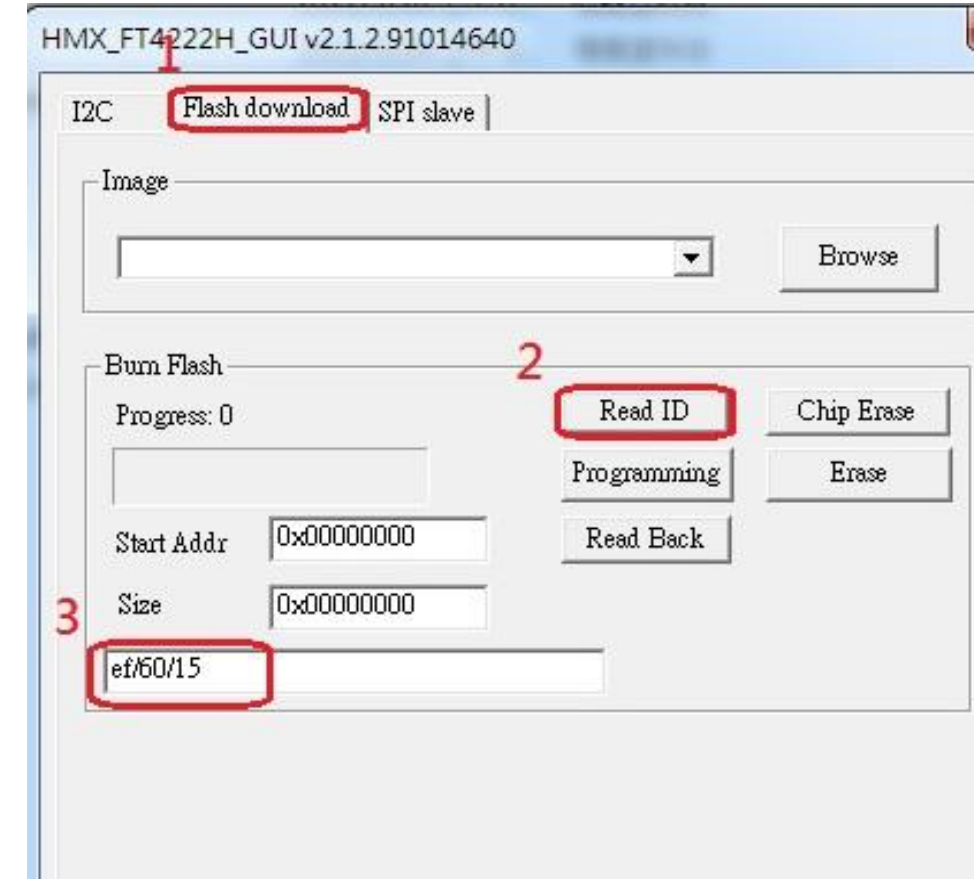 HMX_FT4222H_GUI v2.1.2.91014640
1
I2C Flash download SPI slave
Image
Browse
Burn Flash
2
Progress: 0
Read ID Chip Erase
Programming Erase
Start Addr 0x00000000 Read Back
3 Size 0x00000000
ef/60/15